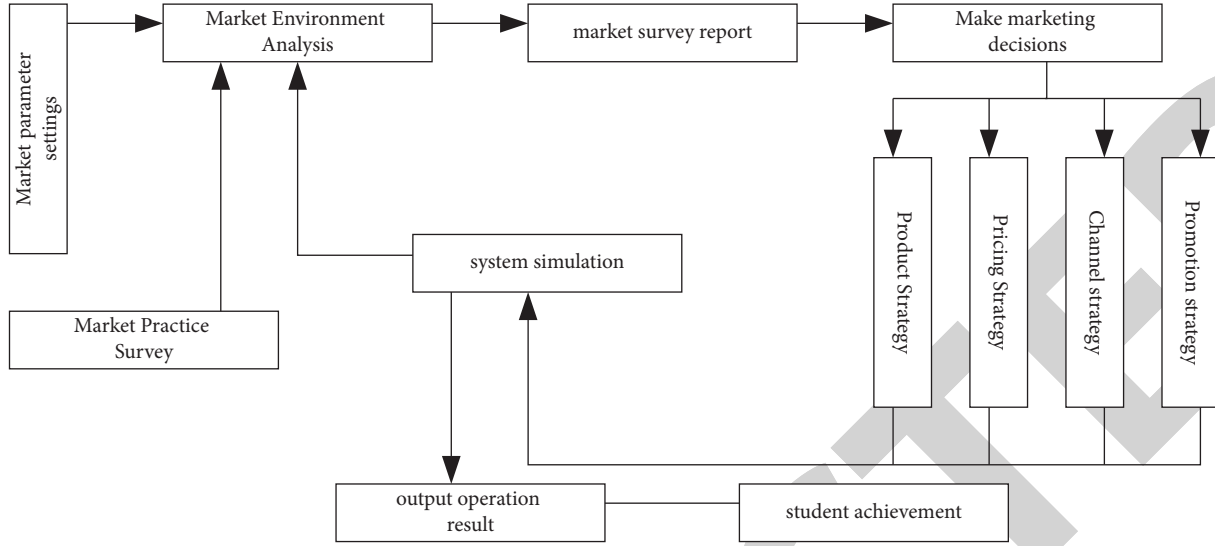 Market parameter
settings
Market Environment
Analysis
market survey report
Make marketing
decisions
Product Strategy
Pricing Strategy
Channel strategy
Promotion strategy
system simulation
Market Practice
Survey
output operation
result
student achievement